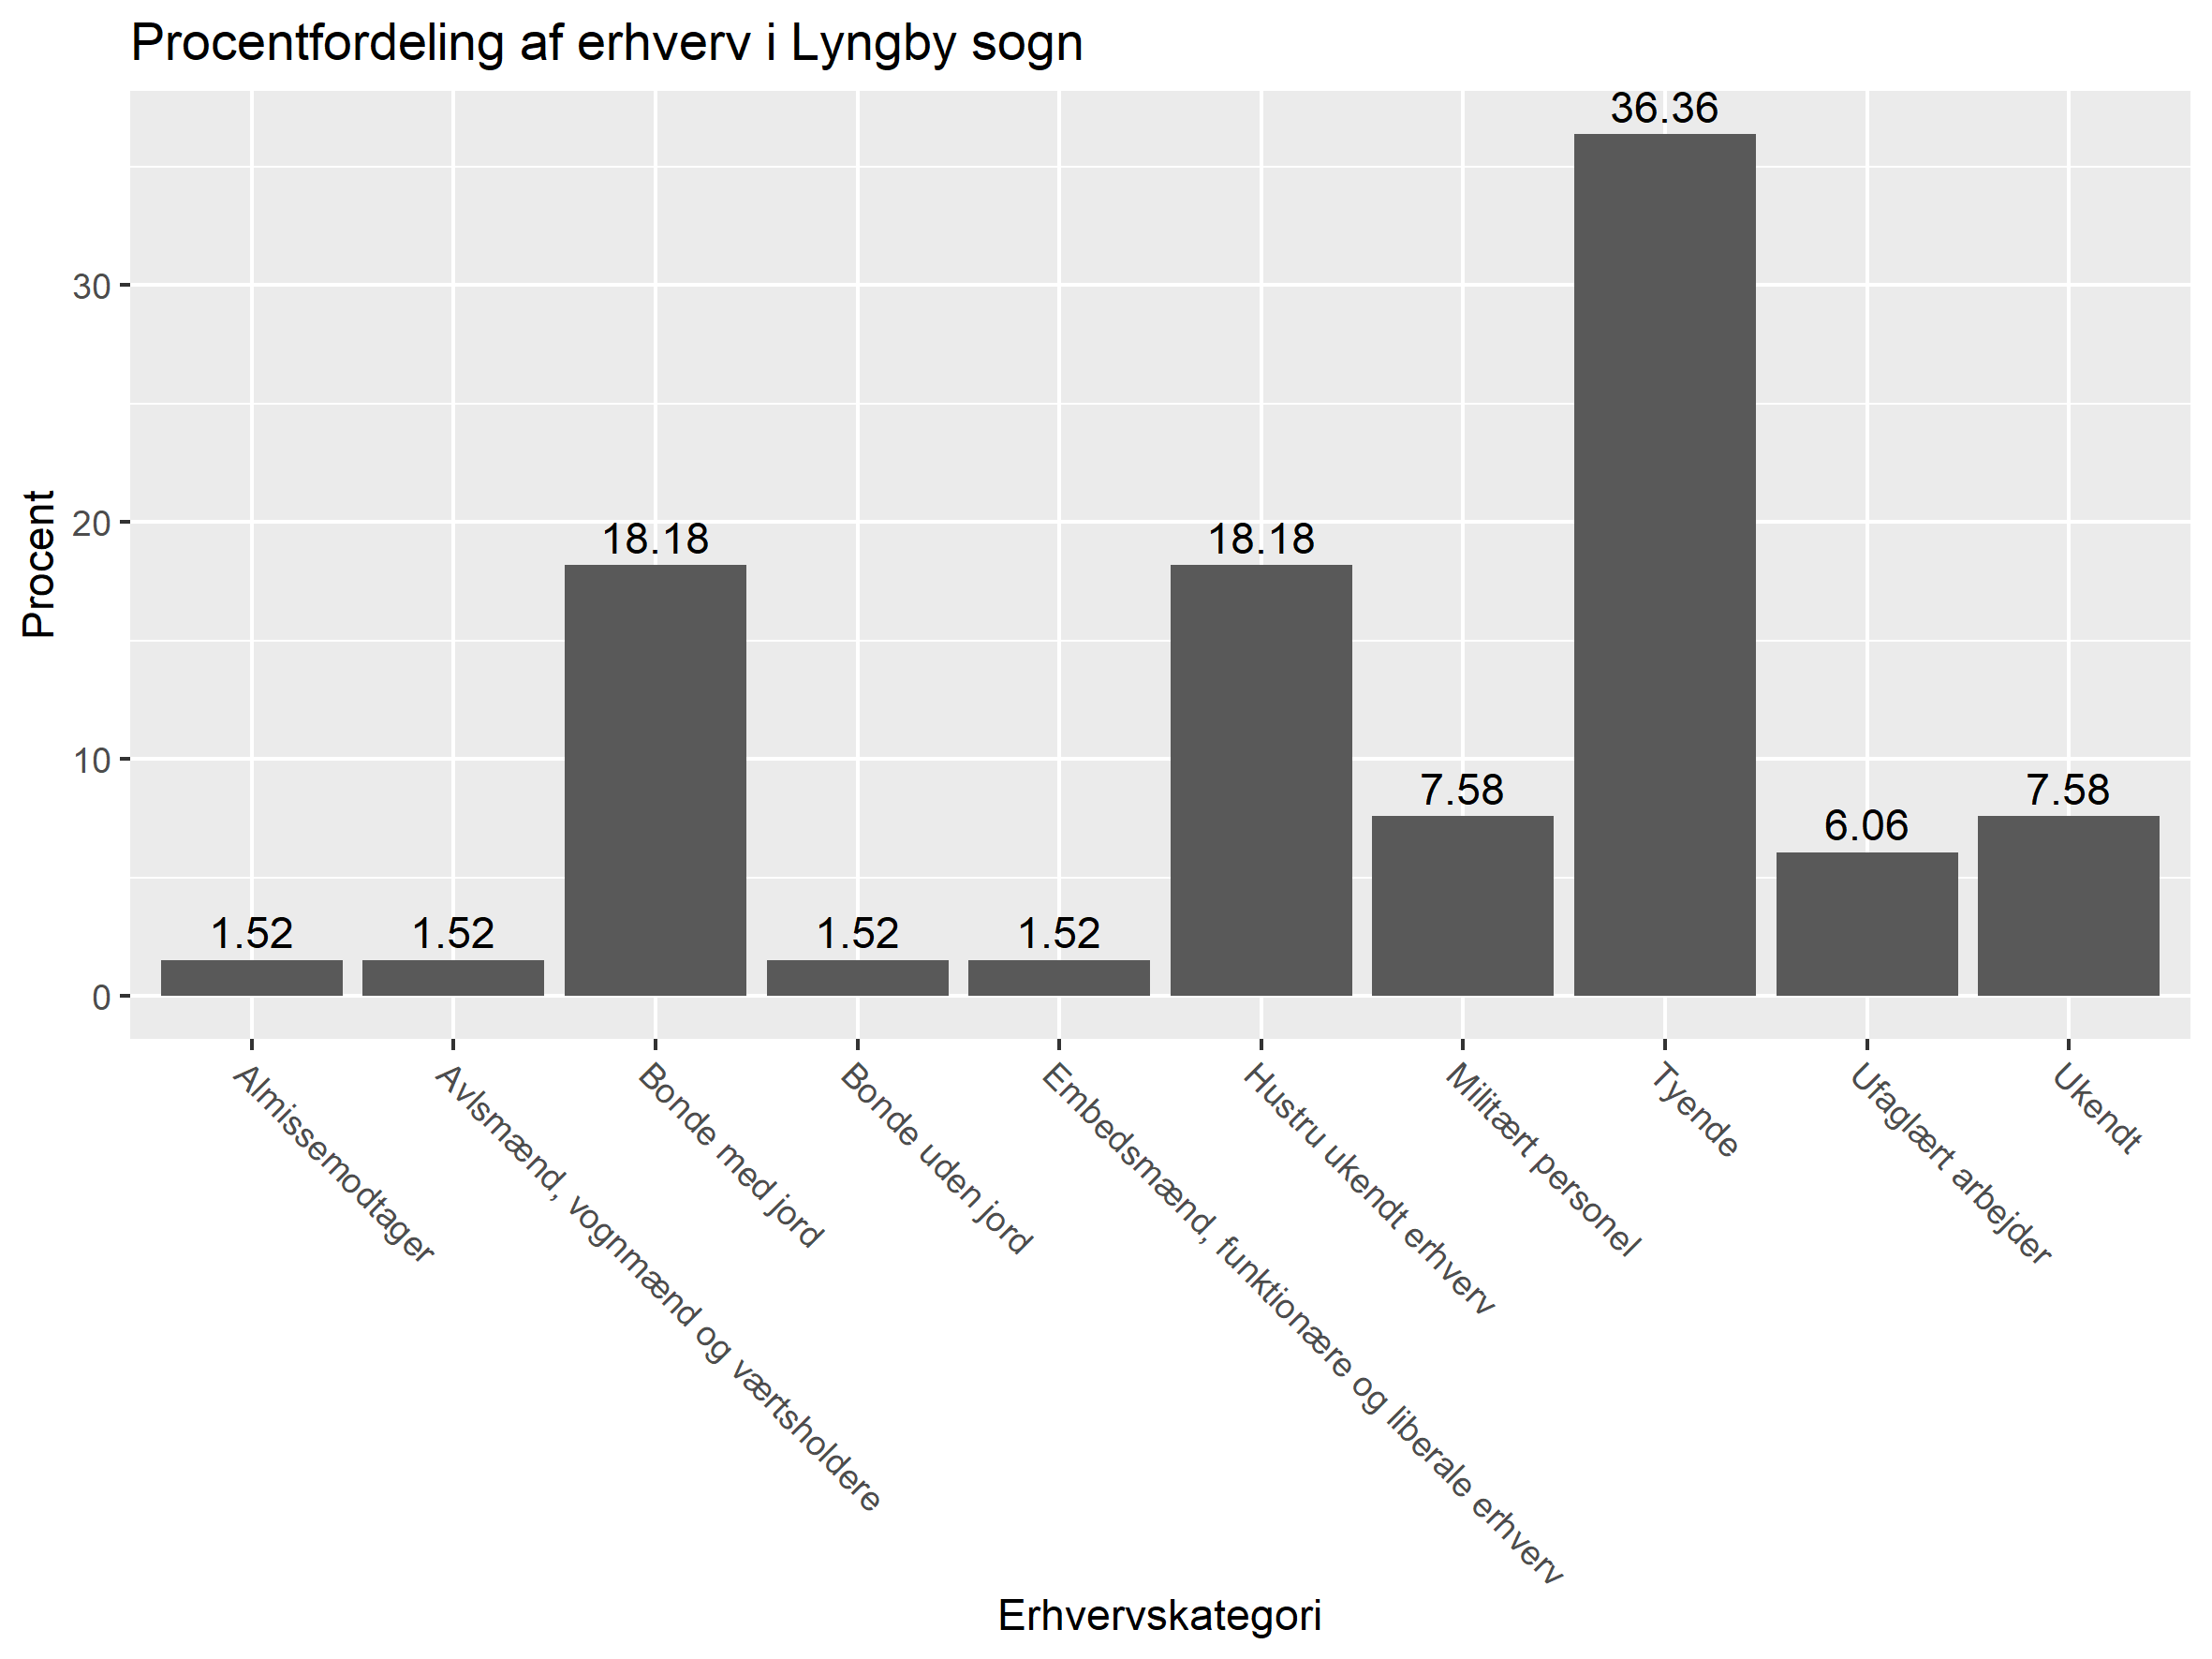 Procentfordeling af erhverv i Lyngby sogn
Procent
30
20
10
0
1.52
1.52
18.18
1.52
1.52
18.18
7.58
36.36
6.06
7.58
Almissemodtager
Avlsmænd, vognmænd og værtsholdere
Bonde med jord
Bonde uden jord
Embedsmænd, funktionære og liberale erhverv
Hustru ukendt erhverv
Militært personel
Tyende
Ufaglært arbejder
Ukendt
Erhvervskategori